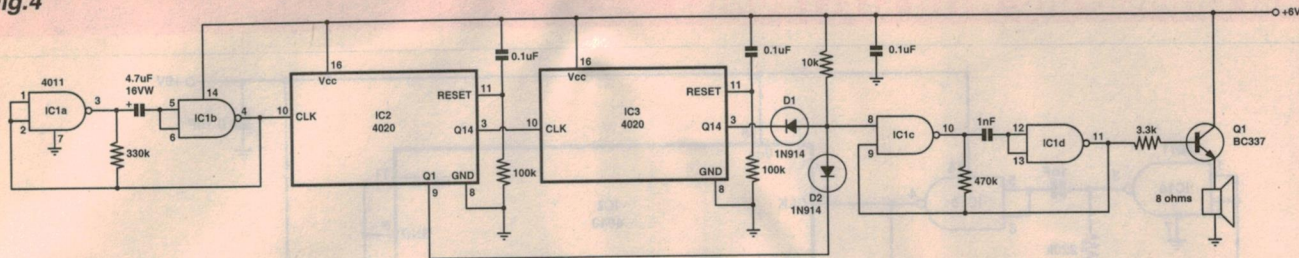 fig.4
+6V
4011
4.7uF
16VW
1
2
IC1a
3
7
330k
5
6
14
IC1b
4
10
CLK
16
Vcc
IC2
4020
RESET
11
Q14
3
Q1
9
GND
8
0.1uF
100k
10
CLK
16
Vcc
IC3
4020
RESET
11
Q14
3
GND
8
0.1uF
100k
10k
0.1uF
D1
1N914
D2
1N914
8
9
IC1c
10
1nF
470k
12
13
IC1d
11
3.3k
Q1
BC337
8 ohms